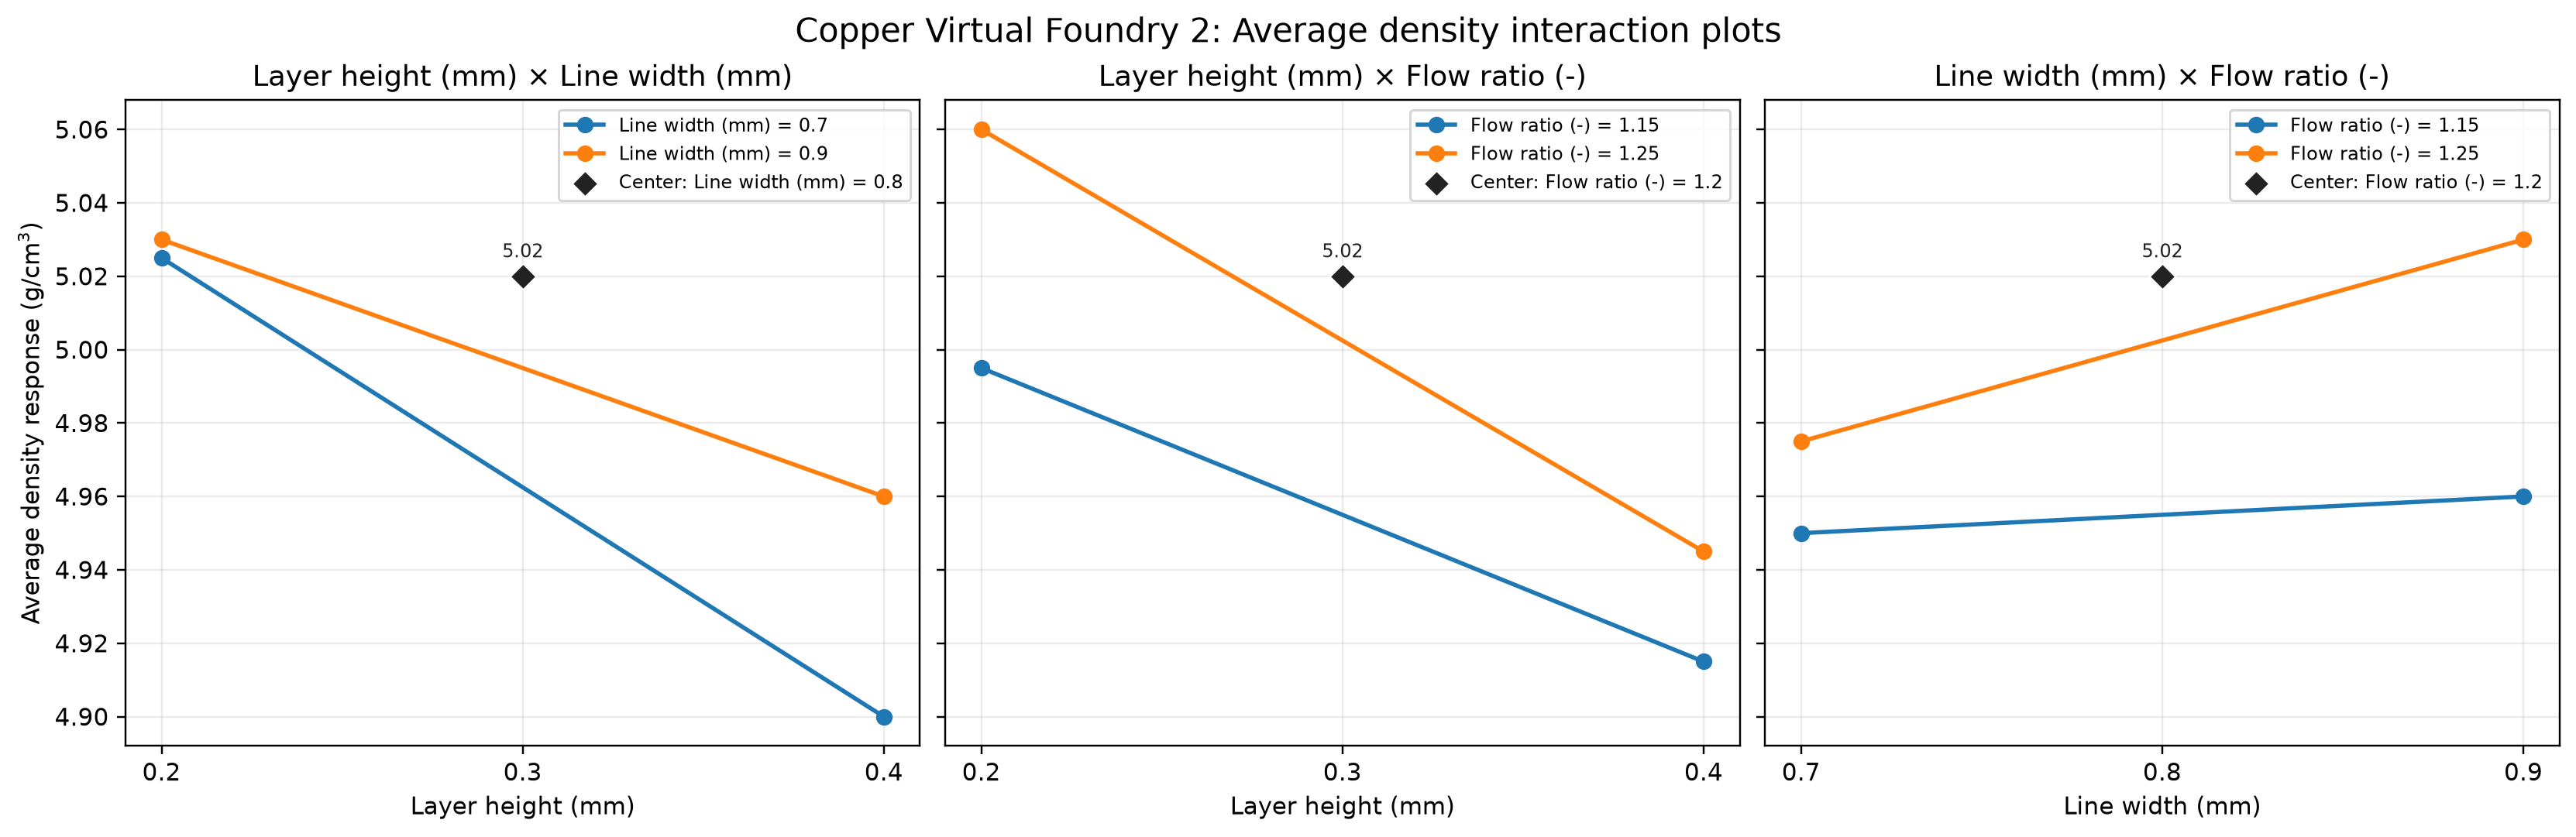 Copper Virtual Foundry 2: Average density interaction plots
Layer height (mm) × Line width (mm)
Line width (mm) = 0.7
Line width (mm) = 0.9
Center: Line width (mm) = 0.8
5.02
5.06
5.04
5.02
5.00
4.98
4.96
4.94
4.92
4.90
Average density response (g/cm³)
0.2 0.3 0.4
Layer height (mm)
Layer height (mm) × Flow ratio (-)
Flow ratio (-) = 1.15
Flow ratio (-) = 1.25
Center: Flow ratio (-) = 1.2
5.02
0.2 0.3 0.4
Layer height (mm)
Line width (mm) × Flow ratio (-)
Flow ratio (-) = 1.15
Flow ratio (-) = 1.25
Center: Flow ratio (-) = 1.2
5.02
0.7 0.8 0.9
Line width (mm)